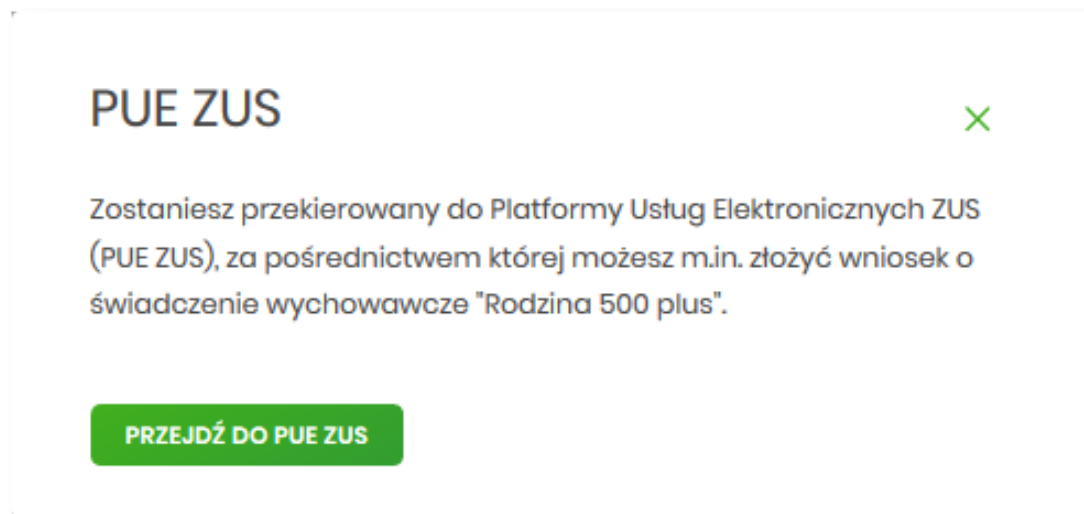 PUE ZUS
Zostaniesz przekierowany do Platformy Usług Elektronicznych ZUS
(PUE ZUS), za pośrednictwem której możesz m.in. złożyć wniosek o
świadczenie wychowawcze "Rodzina 500 plus".
PRZEJDŹ DO PUE ZUS